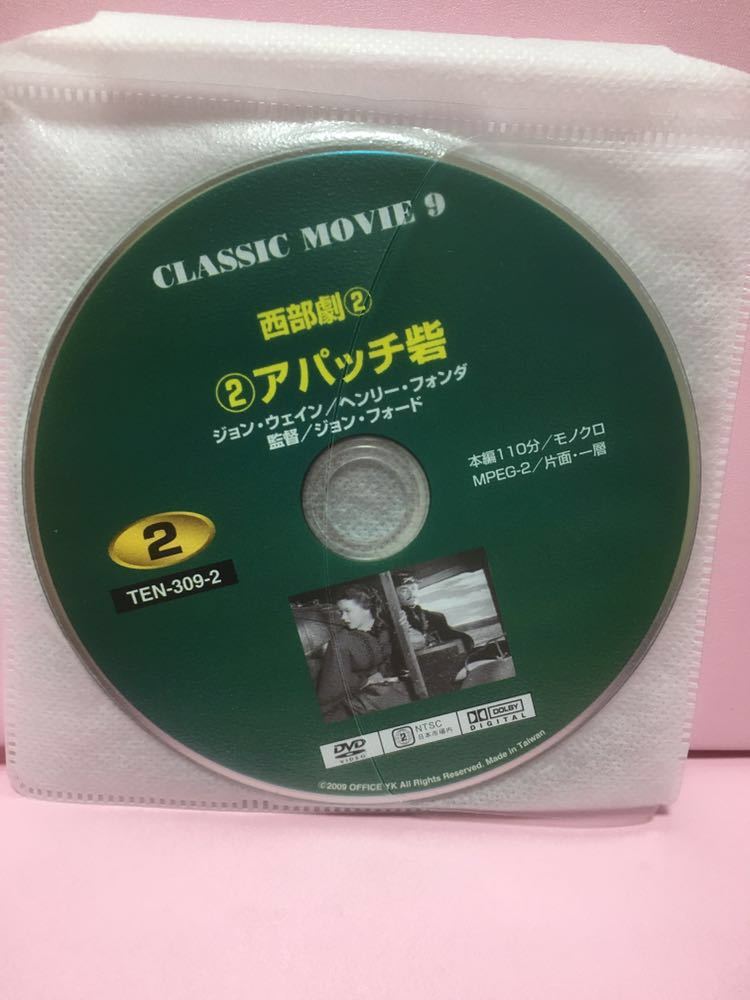 CLASSIC MOVIE 9
西部劇②
②アパッチ砦
ジョン・ウェイン/ヘンリー・フォンダ
監督/ジョン・フォード
本編110分/モノクロ
MPEG-2/片面・一層
2
TEN-309-2
DVD
VIDEO
2
NTSC
日本市場内
DOLBY
DIGITAL
©2009 OFFICE YK All Rights Reserved. Made in Taiwan